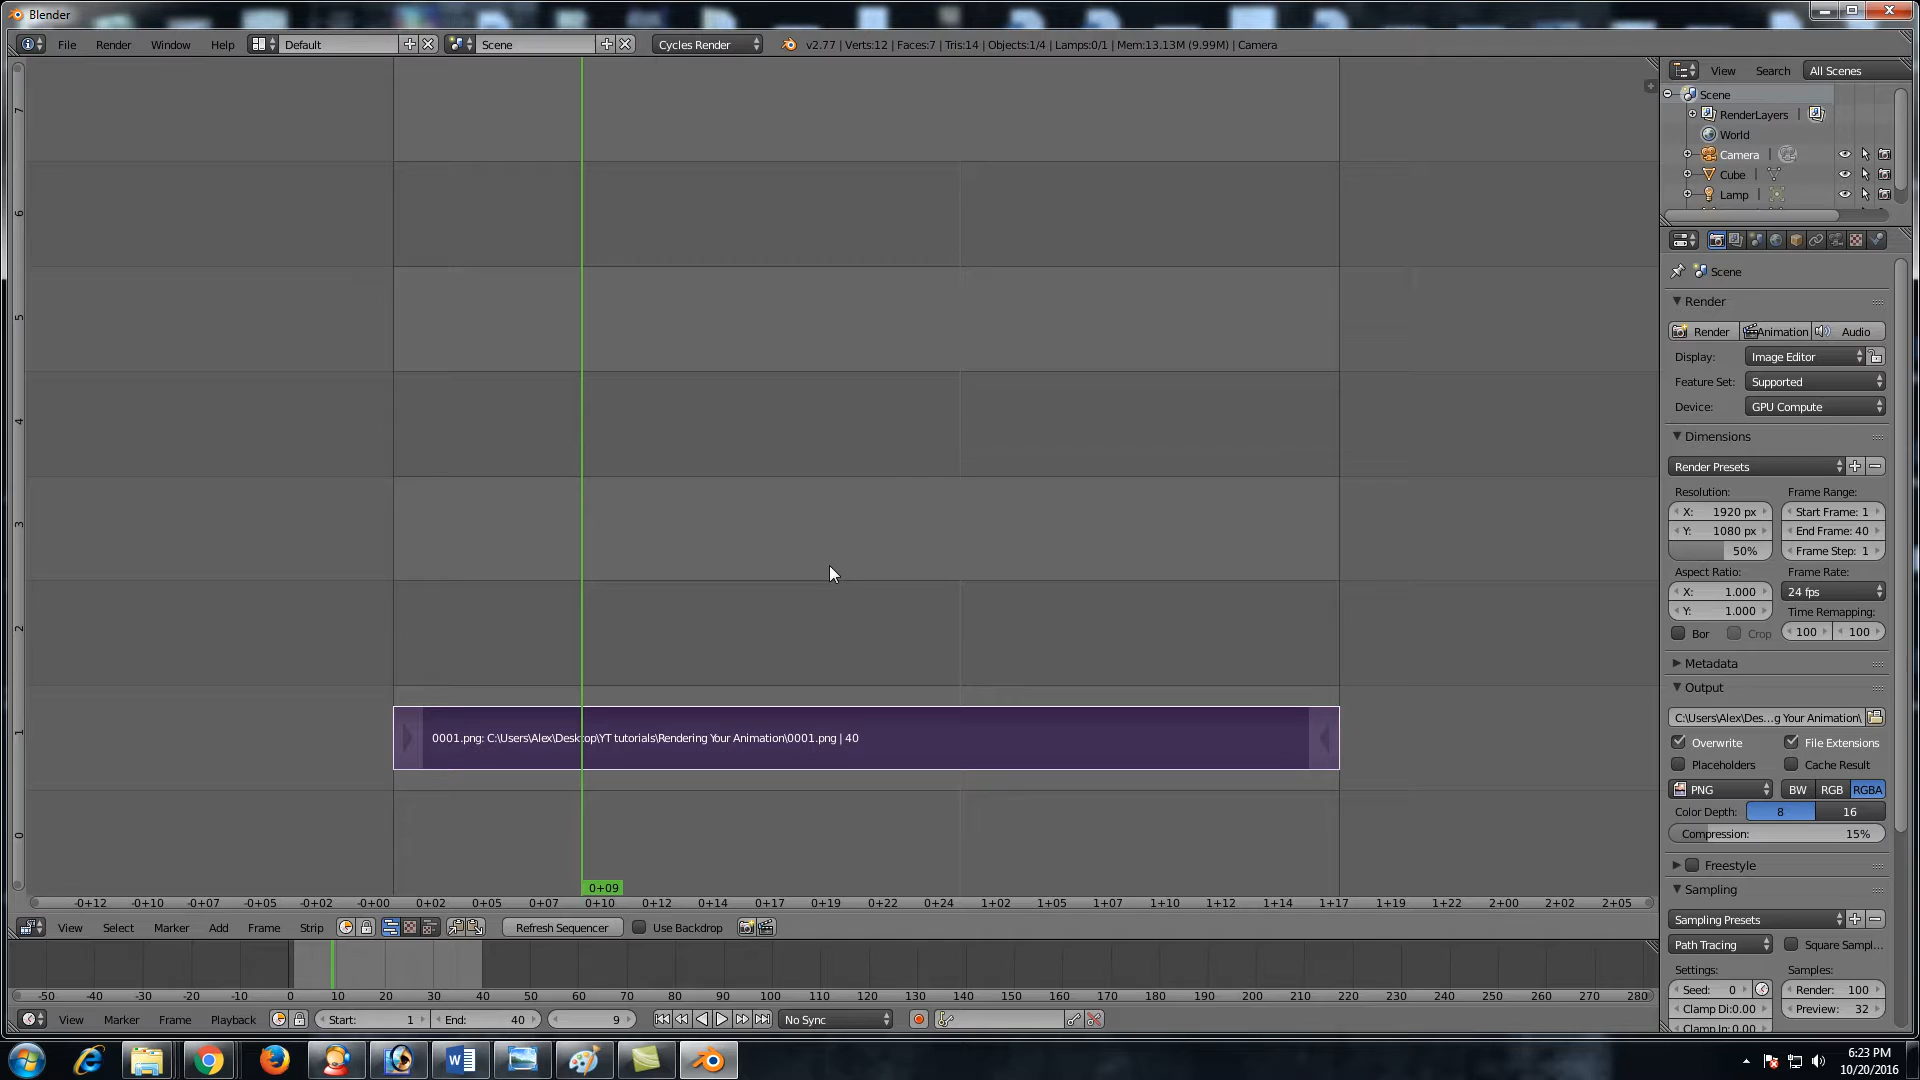 Blender
File Render Window Help Default Scene Cycles Render v2.77 | Verts:12 | Faces:7 | Tris:14 | Objects:1/4 | Lamps:0/1 | Mem:13.13M (9.99M) | Camera
View Search All Scenes
Scene
RenderLayers |
World
Camera |
Cube |
Lamp |
Scene
Render
Render Animation Audio
Display: Image Editor
Feature Set: Supported
Device: GPU Compute
Dimensions
Render Presets
Resolution: Frame Range:
X: 1920 px Start Frame: 1
Y: 1080 px End Frame: 40
50% Frame Step: 1
Aspect Ratio: Frame Rate:
X: 1.000 24 fps
Y: 1.000 Time Remapping:
Bor Crop 100 100
Metadata
Output
C:\Users\Alex\Des...g Your Animation\
Overwrite File Extensions
Placeholders Cache Result
PNG BW RGB RGBA
Color Depth: 8 16
Compression: 15%
Freestyle
Sampling
Sampling Presets
Path Tracing Square Sampl...
Settings: Samples:
Seed: 0 Render: 100
Clamp Di:0.00 Preview: 32
Clamp In: 0.00
7
6
5
4
3
2
1
0
0001.png: C:\Users\Alex\Desktop\YT tutorials\Rendering Your Animation\0001.png | 40
0+09
-0+12 -0+10 -0+07 -0+05 -0+02 -0+00 0+02 0+05 0+07 0+10 0+12 0+14 0+17 0+19 0+22 0+24 1+02 1+05 1+07 1+10 1+12 1+14 1+17 1+19 1+22 2+00 2+02 2+05
View Select Marker Add Frame Strip Refresh Sequencer Use Backdrop
-50 -40 -30 -20 -10 0 10 20 30 40 50 60 70 80 90 100 110 120 130 140 150 160 170 180 190 200 210 220 230 240 250 260 270 280
View Marker Frame Playback Start: 1 End: 40 9 No Sync
6:23 PM
10/20/2016